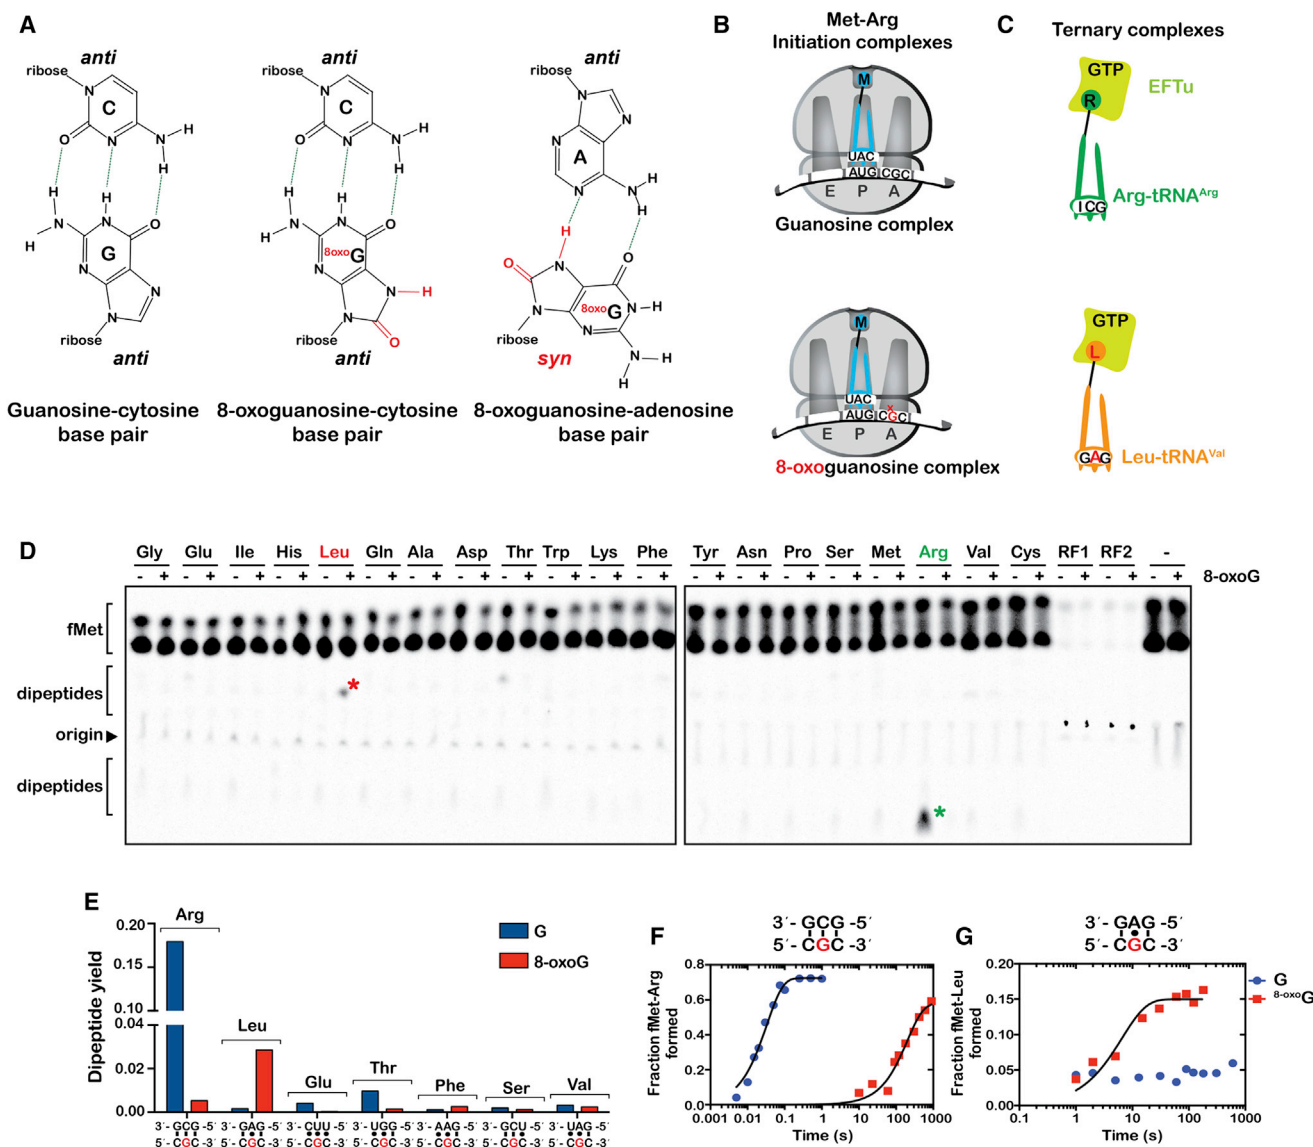 A
anti
ribose
N
C
O
N
N
H
H
H
H
N
H
N
O
G
N
N
N
ribose
anti
Guanosine-cytosine
base pair
anti
ribose
N
C
O
N
N
H
H
H
H
N
H
N
O
8oxoG
N
N
N
H
O
ribose
anti
8-oxoguanosine-cytosine
base pair
anti
ribose
N
N
N
A
N
N
H
H
H
O
N
O
8oxoG
N
H
N
N
N
H
H
ribose
syn
8-oxoguanosine-adenosine
base pair
B
Met-Arg
Initiation complexes
M
UAC
AUG CGC
E P A
Guanosine complex
M
UAC
x
AUG CGC
E P A
8-oxoguanosine complex
C
Ternary complexes
GTP
EFTu
R
Arg-tRNAArg
ICG
GTP
L
Leu-tRNAVal
GAG
D
Gly Glu Ile His Leu Gln Ala Asp Thr Trp Lys Phe Tyr Asn Pro Ser Met Arg Val Cys RF1 RF2 -
- + - + - + - + - + - + - + - + - + - + - + - + - + - + - + - + - + - + - + - + - + - + - + 8-oxoG
fMet
dipeptides
*
origin
dipeptides
*
E
Dipeptide yield
0.20
0.15
0.10
0.04
0.02
0.00
Arg
Leu
Glu
Thr
Phe
Ser
Val
G
8-oxoG
3´- GCG -5´ 3´- GAG -5´ 3´- CUU -5´ 3´- UGG -5´ 3´- AAG -5´ 3´- GCU -5´ 3´- UAG -5´
5´- CGC -3´ 5´- CGC -3´ 5´- CGC -3´ 5´- CGC -3´ 5´- CGC -3´ 5´- CGC -3´ 5´- CGC -3´
F
3´- GCG -5´
5´- CGC -3´
Fraction fMet-Arg
formed
0.8
0.6
0.4
0.2
0.0
0.001 0.01 0.1 1 10 100 1000
Time (s)
G
3´- GAG -5´
5´- CGC -3´
Fraction fMet-Leu
formed
0.20
0.15
0.10
0.05
0.00
0.1 1 10 100 1000
Time (s)
G
8-oxoG